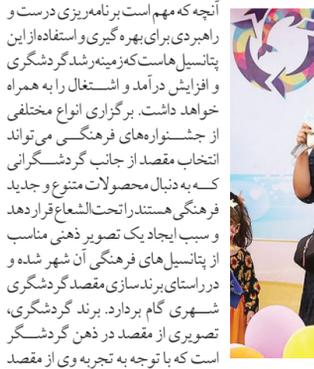 آنچه که مهم است برنامه‌ریزی درست و
راهبردی برای بهره گیری و استفاده از این
پتانسیل هاست که زمینه رشد گردشگری
و افزایش درآمد و اشتغال را به همراه
خواهد داشت. برگزاری انواع مختلفی
از جشنواره‌های فرهنگی می‌تواند
انتخاب مقصد از جانب گردشگرانی
که به دنبال محصولات متنوع و جدید
فرهنگی هستند را تحت‌الشعاع قرار دهد
و سبب ایجاد یک تصویر ذهنی مناسب
از پتانسیل‌های فرهنگی آن شهر شده و
در راستای برندسازی مقصد گردشگری
شهری گام بردارد. برند گردشگری،
تصویری از مقصد در ذهن گردشگر
است که با توجه به تجربه وی از مقصد